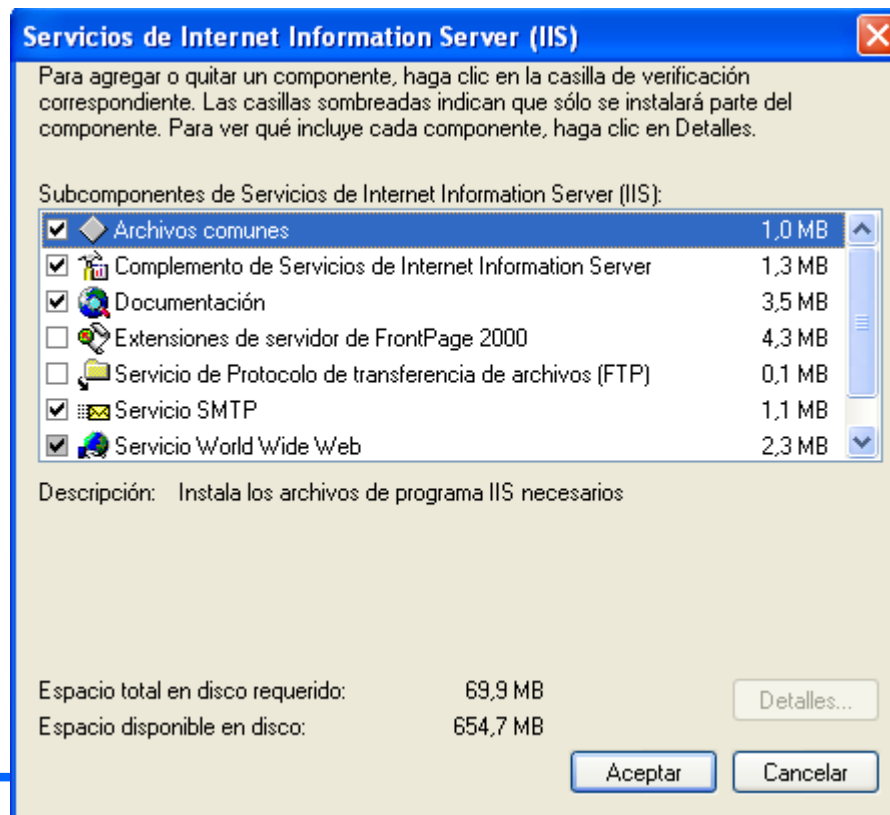 Servicios de Internet Information Server (IIS)
Para agregar o quitar un componente, haga clic en la casilla de verificación
correspondiente. Las casillas sombreadas indican que sólo se instalará parte del
componente. Para ver qué incluye cada componente, haga clic en Detalles.
Subcomponentes de Servicios de Internet Information Server (IIS):
Archivos comunes 1,0 MB
Complemento de Servicios de Internet Information Server 1,3 MB
Documentación 3,5 MB
Extensiones de servidor de FrontPage 2000 4,3 MB
Servicio de Protocolo de transferencia de archivos (FTP) 0,1 MB
Servicio SMTP 1,1 MB
Servicio World Wide Web 2,3 MB
Descripción: Instala los archivos de programa IIS necesarios
Espacio total en disco requerido: 69,9 MB
Espacio disponible en disco: 654,7 MB
Detalles...
Aceptar Cancelar